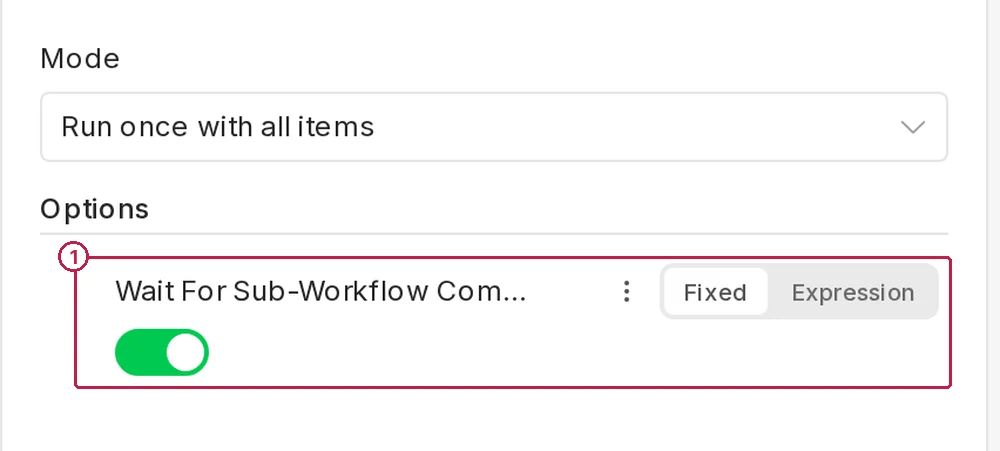 Mode
Run once with all items
Options
1
Wait For Sub-Workflow Com... Fixed Expression